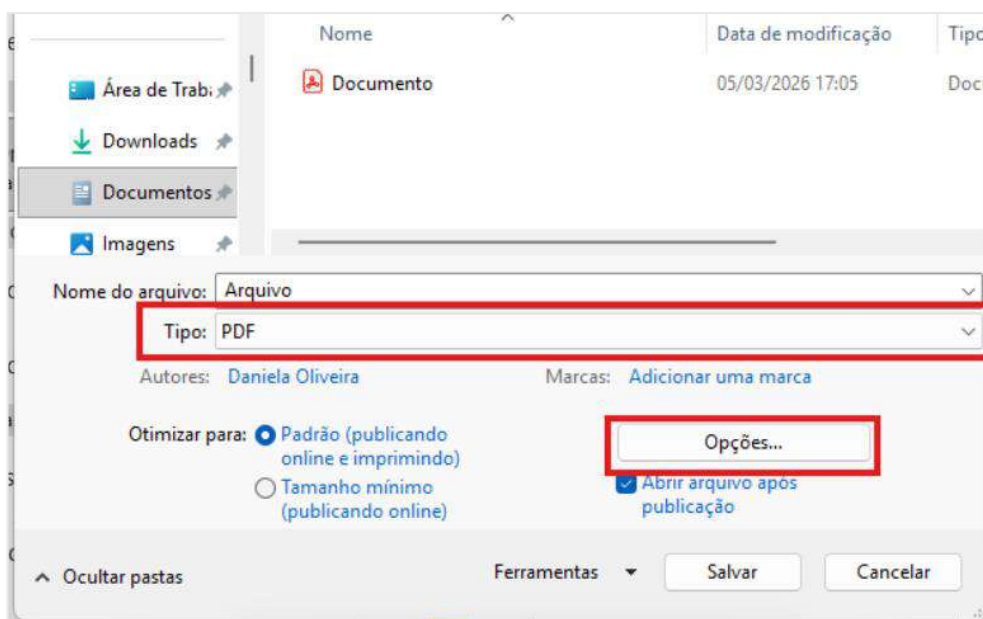 Nome Data de modificação Tipo
Área de Trab
Documento 05/03/2026 17:05
Downloads
Documentos
Imagens
Nome do arquivo: Arquivo
Tipo: PDF
Autores: Daniela Oliveira Marcas: Adicionar uma marca
Otimizar para: Padrão (publicando
online e imprimindo)
Opções...
Tamanho mínimo
(publicando online)
Abrir arquivo após
publicação
Ocultar pastas Ferramentas Salvar Cancelar